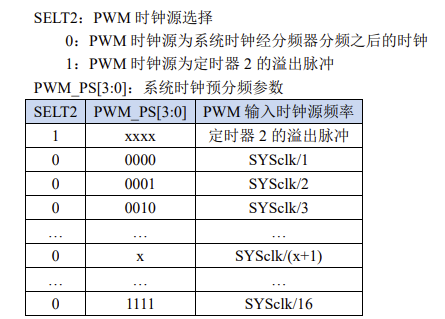 SELT2：PWM 时钟源选择
0：PWM 时钟源为系统时钟经分频器分频之后的时钟
1：PWM 时钟源为定时器 2 的溢出脉冲
PWM_PS[3:0]：系统时钟预分频参数
SELT2 PWM_PS[3:0] PWM 输入时钟源频率
1 xxxx 定时器 2 的溢出脉冲
0 0000 SYSclk/1
0 0001 SYSclk/2
0 0010 SYSclk/3
… … …
0 x SYSclk/(x+1)
… … …
0 1111 SYSclk/16